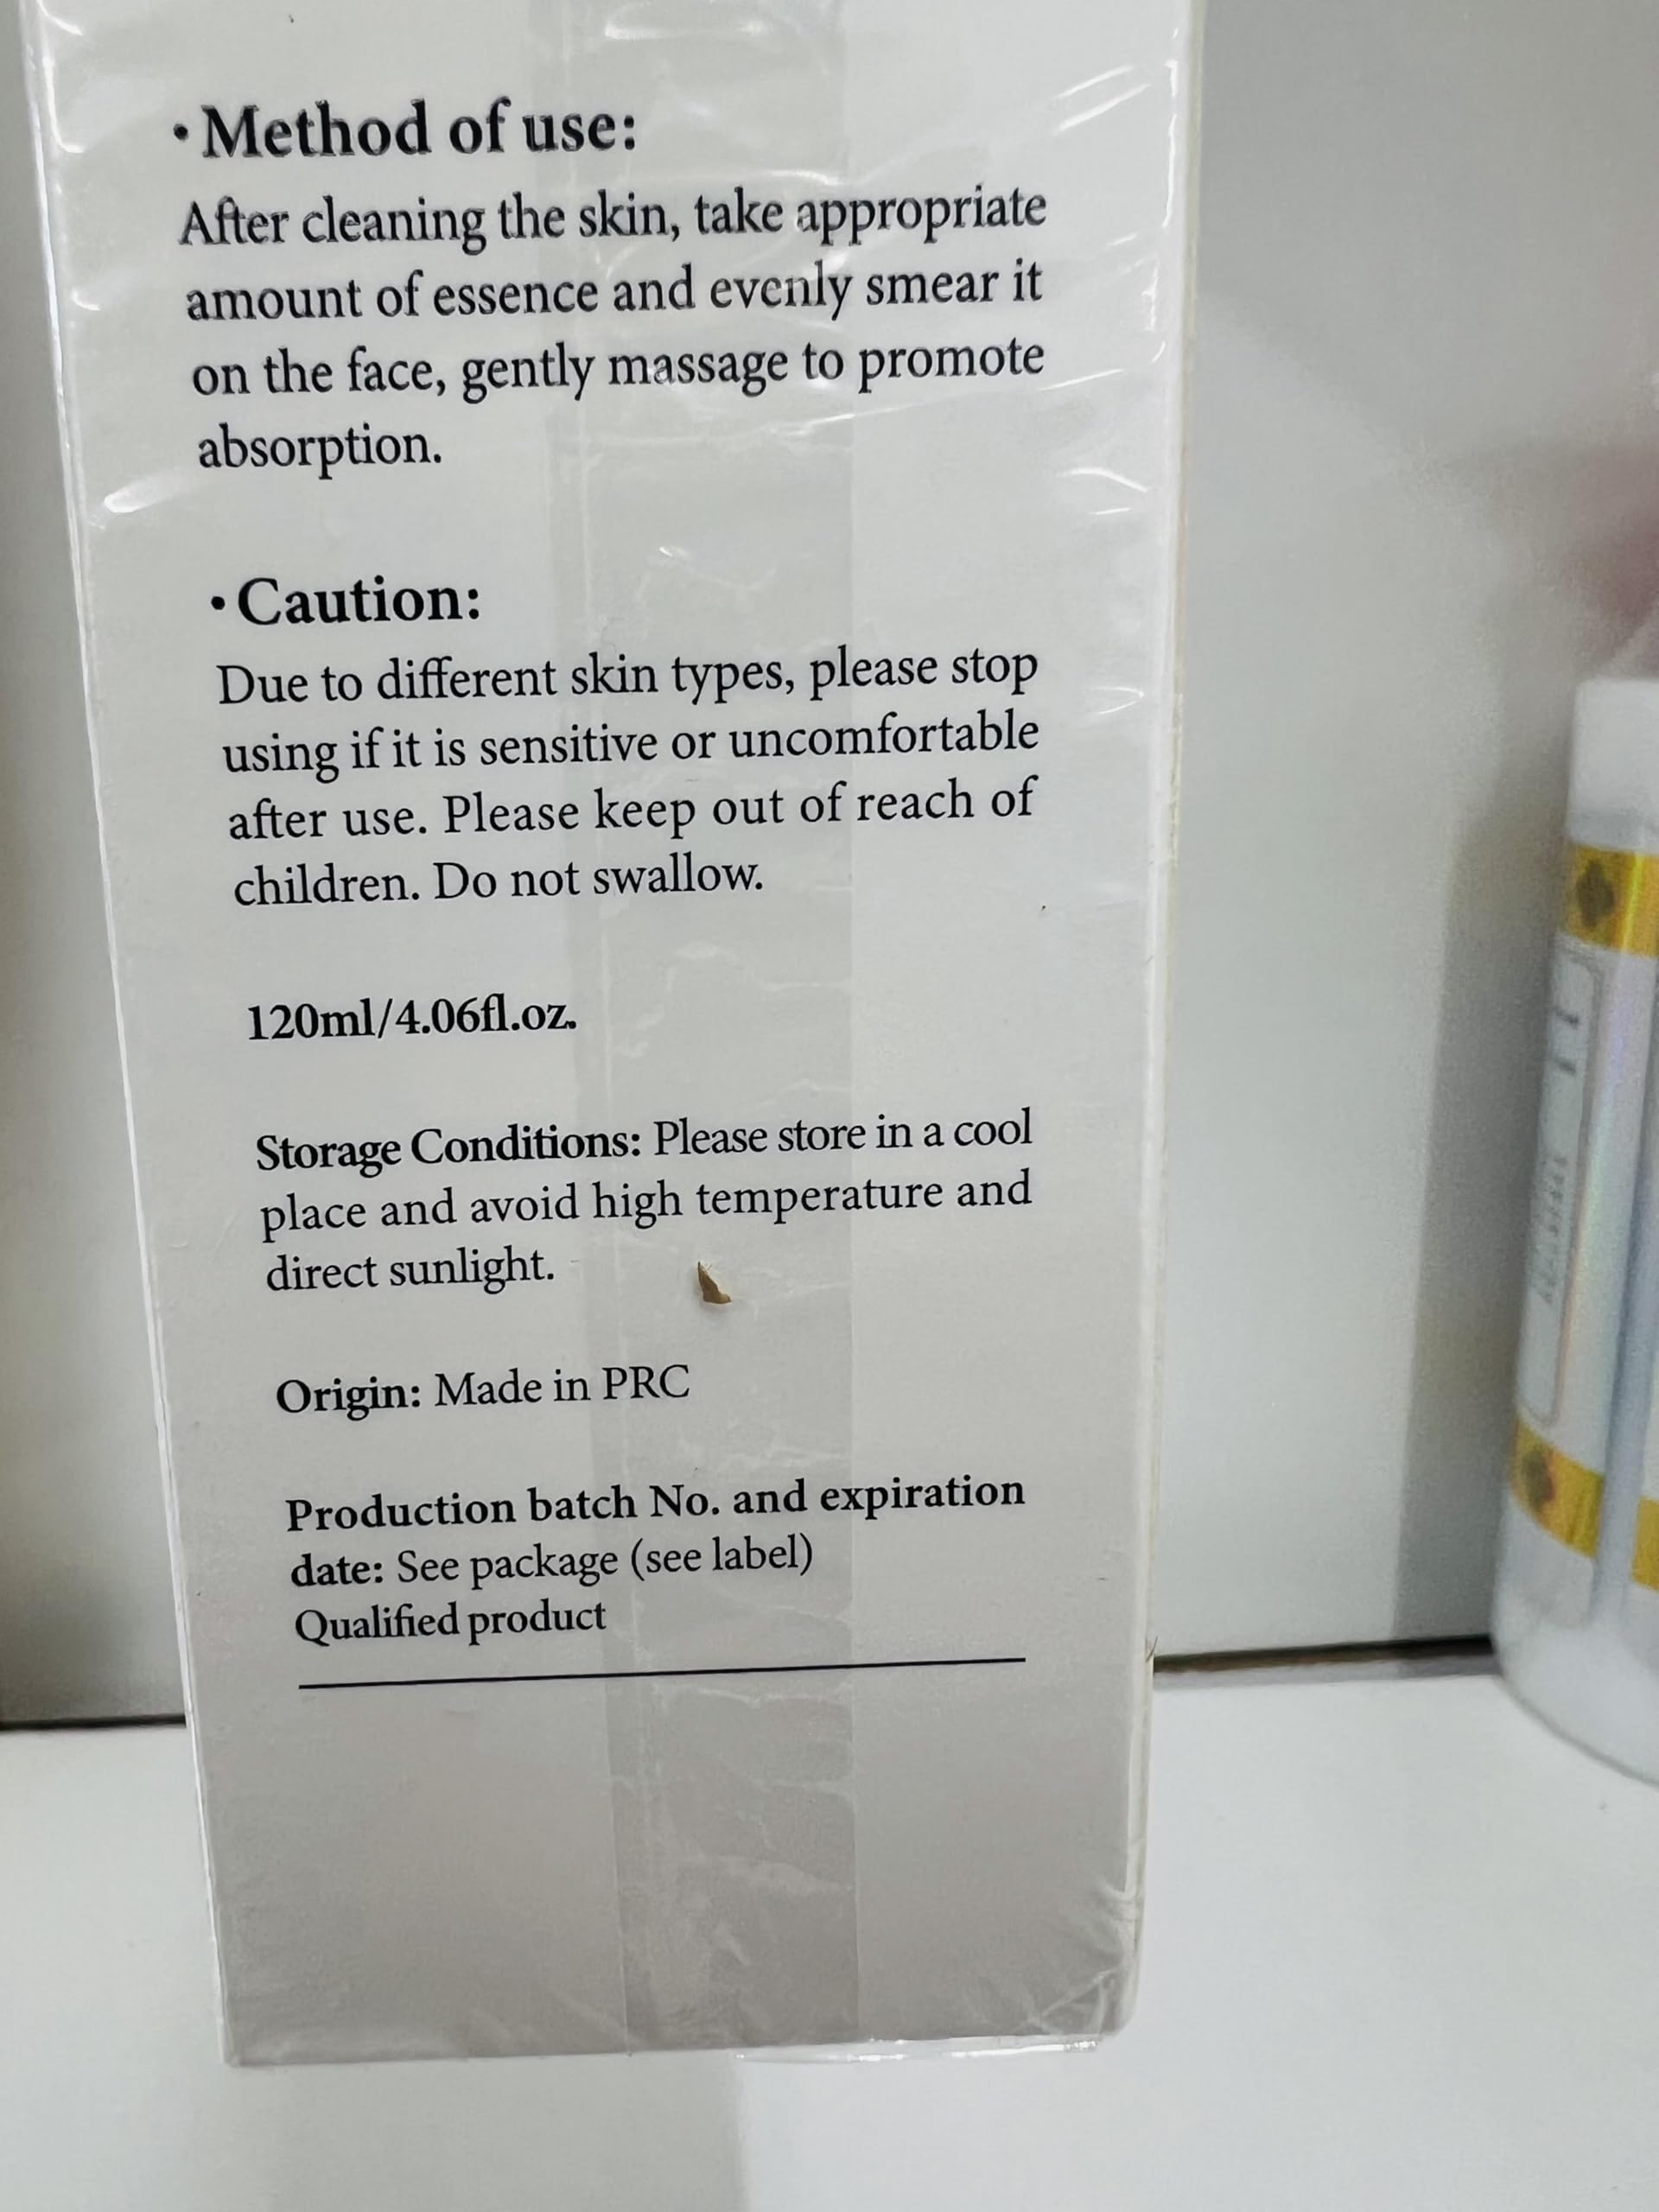 • Method of use:
After cleaning the skin, take appropriate
amount of essence and evenly smear it
on the face, gently massage to promote
absorption.
• Caution:
Due to different skin types, please stop
using if it is sensitive or uncomfortable
after use. Please keep out of reach of
children. Do not swallow.
120ml/4.06fl.oz.
Storage Conditions: Please store in a cool
place and avoid high temperature and
direct sunlight.
Origin: Made in PRC
Production batch No. and expiration
date: See package (see label)
Qualified product